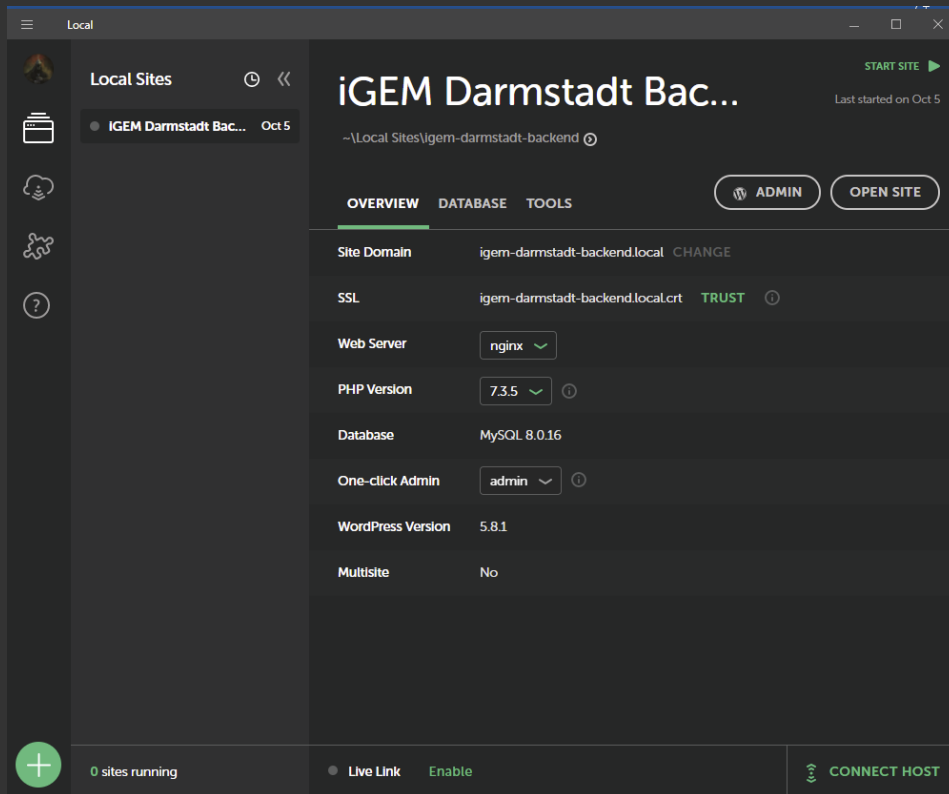 Local
Local Sites
iGEM Darmstadt Bac... Oct 5
0 sites running
iGEM Darmstadt Bac...
START SITE
Last started on Oct 5
~\Local Sites\igem-darmstadt-backend
OVERVIEW DATABASE TOOLS
ADMIN
OPEN SITE
Site Domain igem-darmstadt-backend.local CHANGE
SSL igem-darmstadt-backend.local.crt TRUST
Web Server nginx
PHP Version 7.3.5
Database MySQL 8.0.16
One-click Admin admin
WordPress Version 5.8.1
Multisite No
Live Link Enable
CONNECT HOST